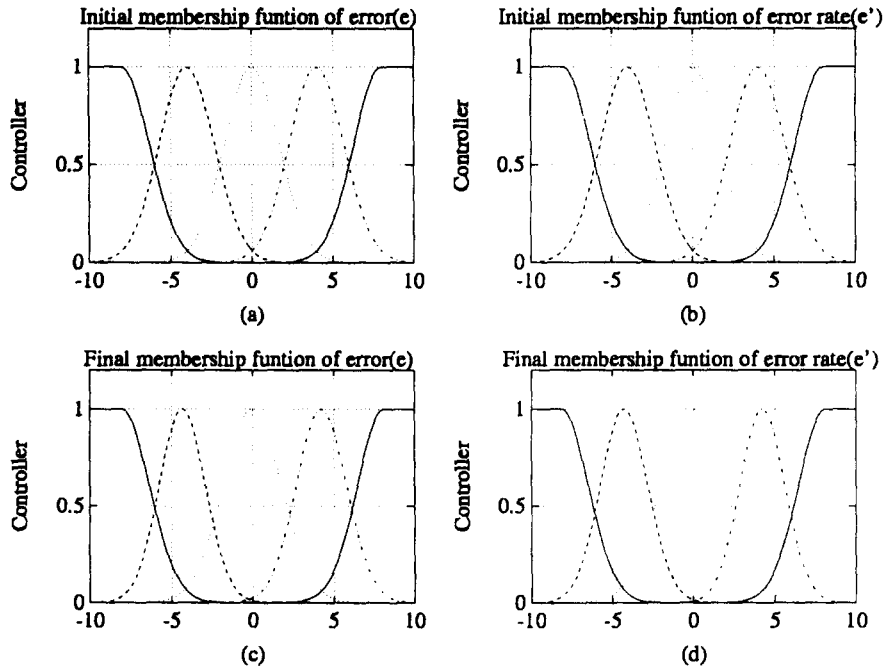 Initial membership funtion of error(e)
Controller
1
0.5
0
-10
-5
0
5
10
(a)
Initial membership funtion of error rate(e')
Controller
1
0.5
0
-10
-5
0
5
10
(b)
Final membership funtion of error(e)
Controller
1
0.5
0
-10
-5
0
5
10
(c)
Final membership funtion of error rate(e')
Controller
1
0.5
0
-10
-5
0
5
10
(d)